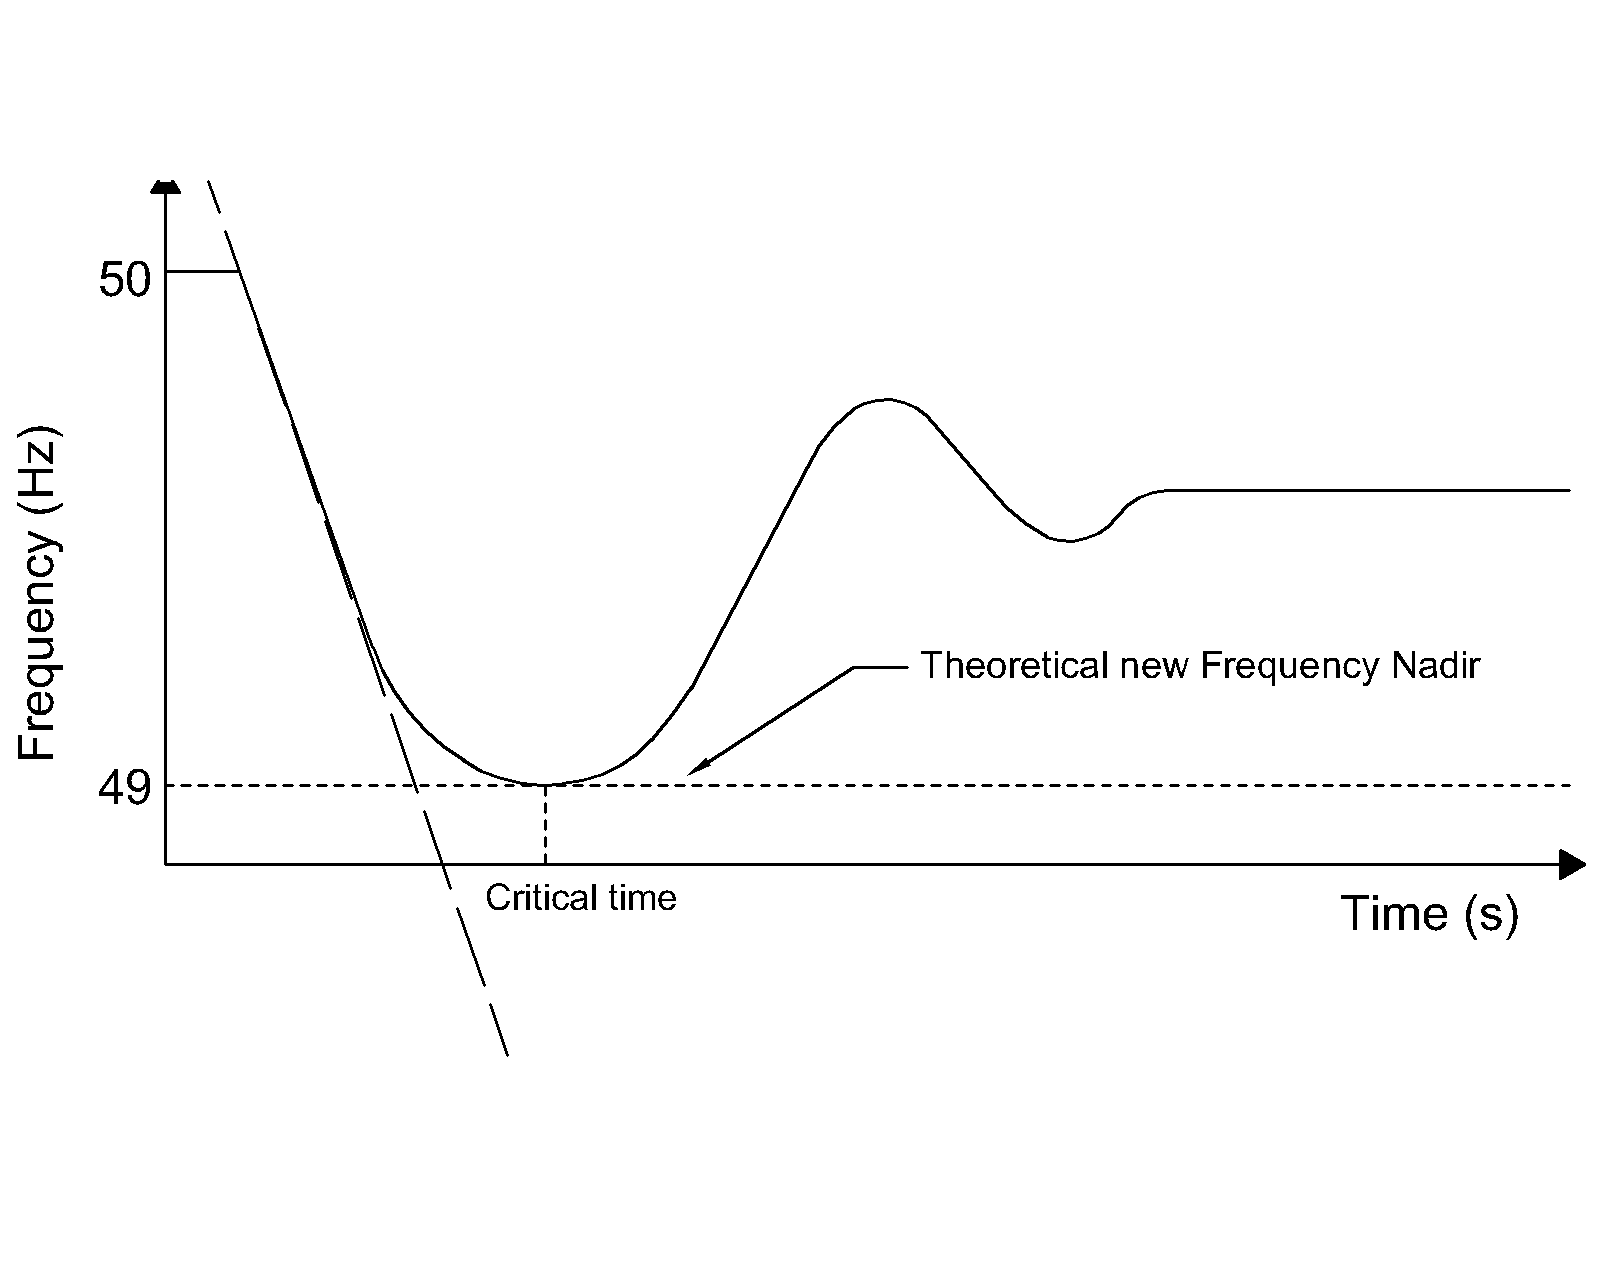 50
Frequency (Hz)
Theoretical new Frequency Nadir
49
Critical time
Time (s)